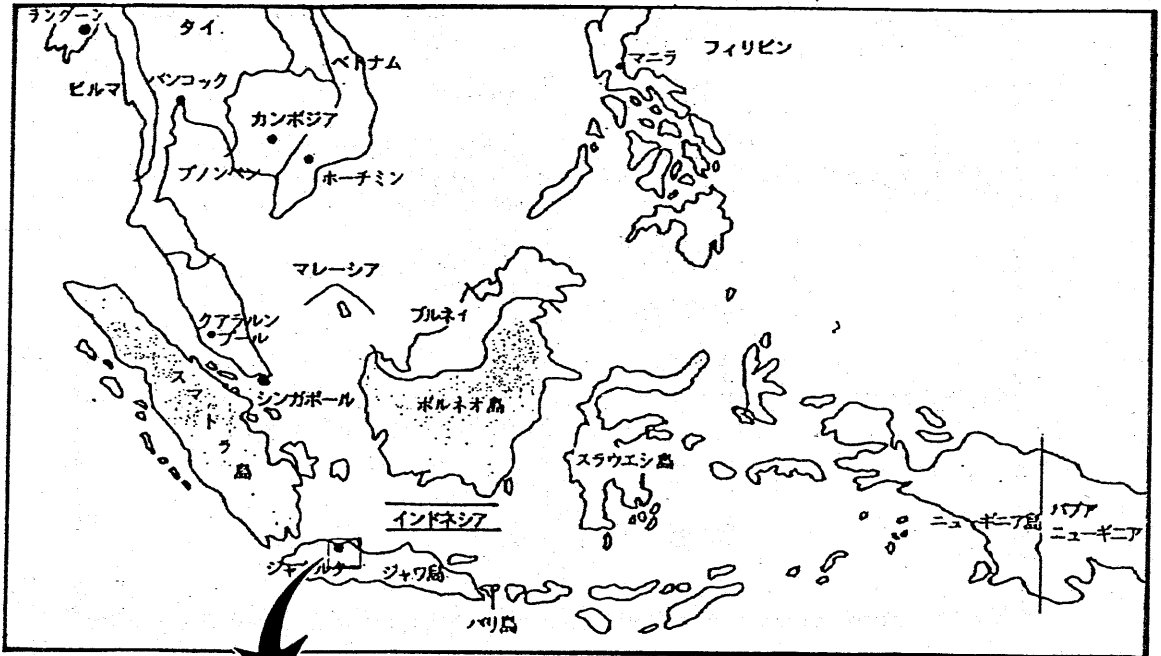 ラングーン
タイ
ベトナム
マニラ
フィリピン
ビルマ
バンコック
カンボジア
プノンペン
ホーチミン
マレーシア
ブルネイ
クアラルン
プール
スマトラ島
シンガポール
ボルネオ島
スラウエシ島
インドネシア
ニューギニア島
パプア
ニューギニア
ジャカルタ
ジャワ島
バリ島